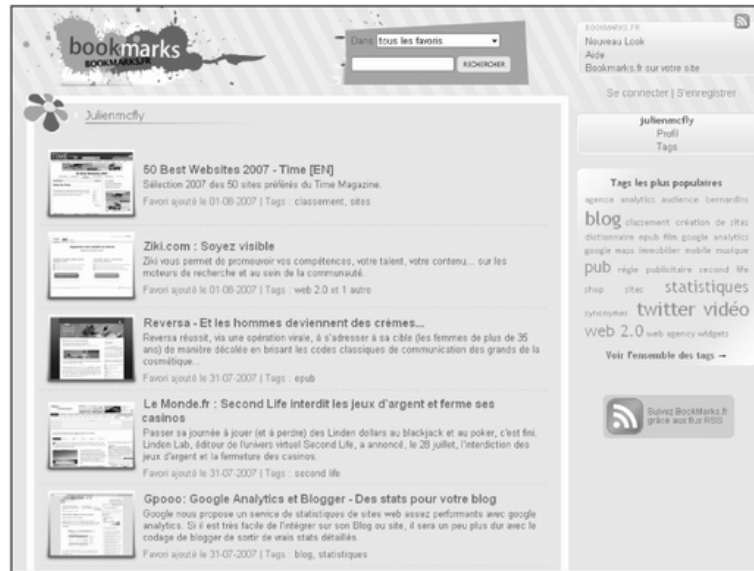 bookmarks
BOOKMARKS.FR
Dans tous les favoris
RECHERCHER
BOOKMARKS.FR
Nouveau Look
Aide
Bookmarks.fr sur votre site
Se connecter | S'enregistrer
julienmcfly
Profil
Tags
Julienmcfly
50 Best Websites 2007 - Time [EN]
Sélection 2007 des 50 sites préférés du Time Magazine.
Favori ajouté le 01-08-2007 | Tags : classement, sites
Ziki.com : Soyez visible
Ziki vous permet de promouvoir vos compétences, votre talent, votre contenu... sur les
moteurs de recherche et au sein de la communauté.
Favori ajouté le 01-08-2007 | Tags : web 2.0 et 1 autre
Reversa - Et les hommes deviennent des crèmes...
Reversa réussit, via une opération virale, à s'adresser à sa cible (les femmes de plus de 35
ans) de manière décalée en brisant les codes classiques de communication des grands de la
cosmétique...
Favori ajouté le 31-07-2007 | Tags : epub
Le Monde.fr : Second Life interdit les jeux d'argent et ferme ses
casinos
Passer sa journée à jouer (et à perdre) des Linden dollars au blackjack et au poker, c'est fini.
Linden Lab, éditeur de l'univers virtuel Second Life, a annoncé, le 28 juillet, l'interdiction des
jeux d'argent et la fermeture des casinos.
Favori ajouté le 31-07-2007 | Tags : second life
Gpooo: Google Analytics et Blogger - Des stats pour votre blog
Google nous propose un service de statistiques de sites web assez performants avec google
analytics. Si il est très facile de l'intégrer sur son Blog ou site, il sera un peu plus dur avec le
codage de blogger de sortir de vrais stats détaillés.
Favori ajouté le 31-07-2007 | Tags : blog, statistiques
Tags les plus populaires
agence analytics audience bernardins
blog classement création de sites
dictionnaire epub film google analytics
google maps immobilier mobile musique
pub régie publicitaire second life
shop sites statistiques
synonymes twitter vidéo
web 2.0 web agency widgets
Voir l'ensemble des tags →
Suivez BookMarks.fr
grâce aux flux RSS